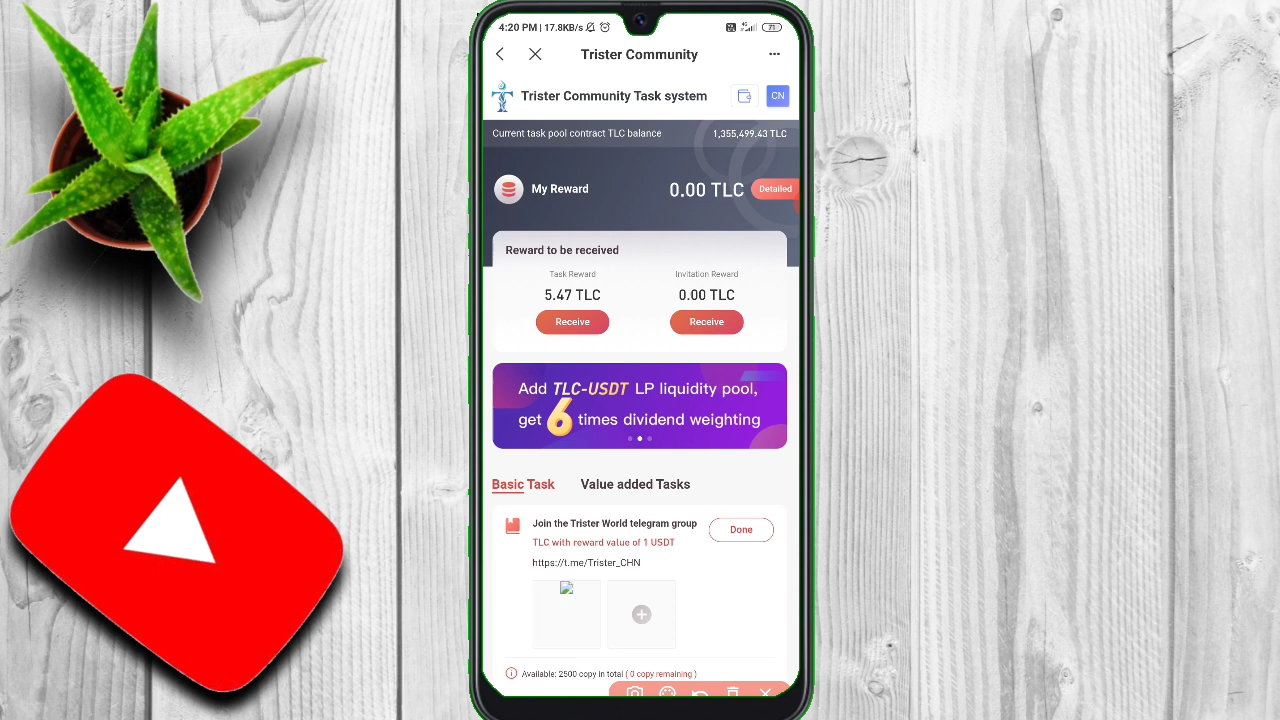 4:20 PM | 17.8KB/s
4G
71
Trister Community
Trister Community Task system
CN
Current task pool contract TLC balance
1,355,499.43 TLC
My Reward
0.00 TLC
Detailed
Reward to be received
Task Reward
Invitation Reward
5.47 TLC
0.00 TLC
Receive
Receive
Add TLC-USDT LP liquidity pool,
get 6 times dividend weighting
Basic Task
Value added Tasks
Join the Trister World telegram group
Done
TLC with reward value of 1 USDT
https://t.me/Trister_CHN
Available: 2500 copy in total ( 0 copy remaining )